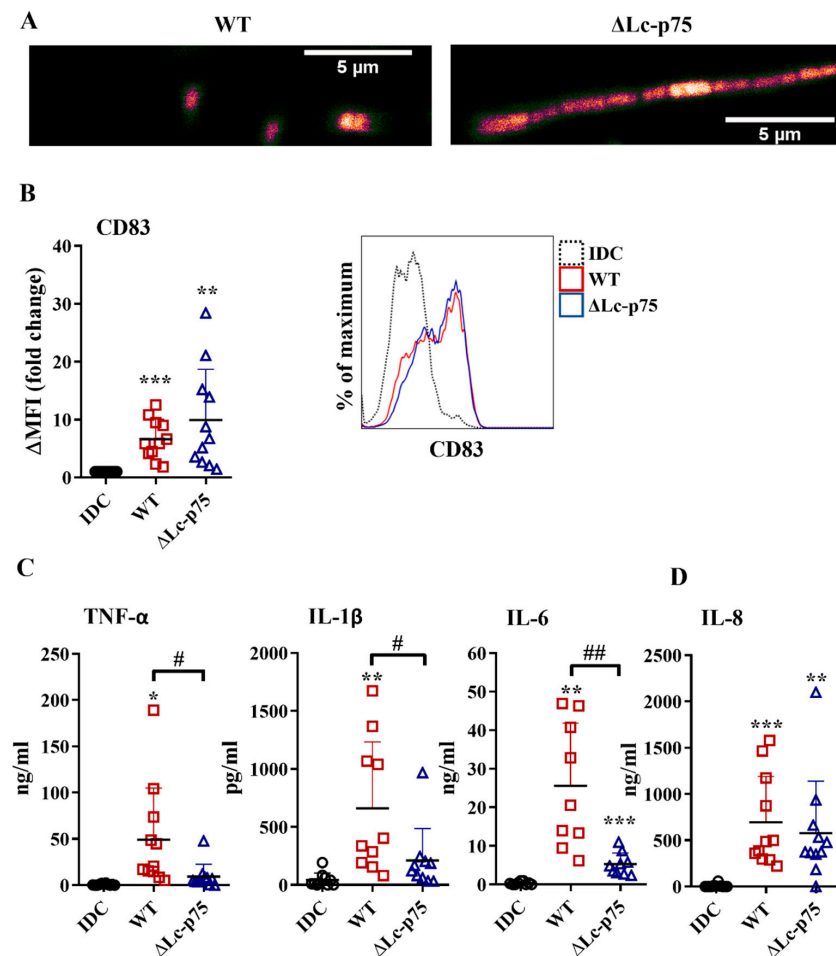 A
WT
ΔLc-p75
5 µm
5 µm
B
CD83
ΔMFI (fold change)
40
30
20
10
0
***
**
IDC
WT
ΔLc-p75
% of maximum
CD83
IDC
WT
ΔLc-p75
C
D
TNF-α
IL-1β
IL-6
IL-8
ng/ml
250
200
150
100
50
0
*
#
IDC
WT
ΔLc-p75
pg/ml
2000
1500
1000
500
0
**
#
IDC
WT
ΔLc-p75
ng/ml
60
50
40
30
20
10
0
**
##
***
IDC
WT
ΔLc-p75
ng/ml
2500
2000
1500
1000
500
0
***
**
IDC
WT
ΔLc-p75